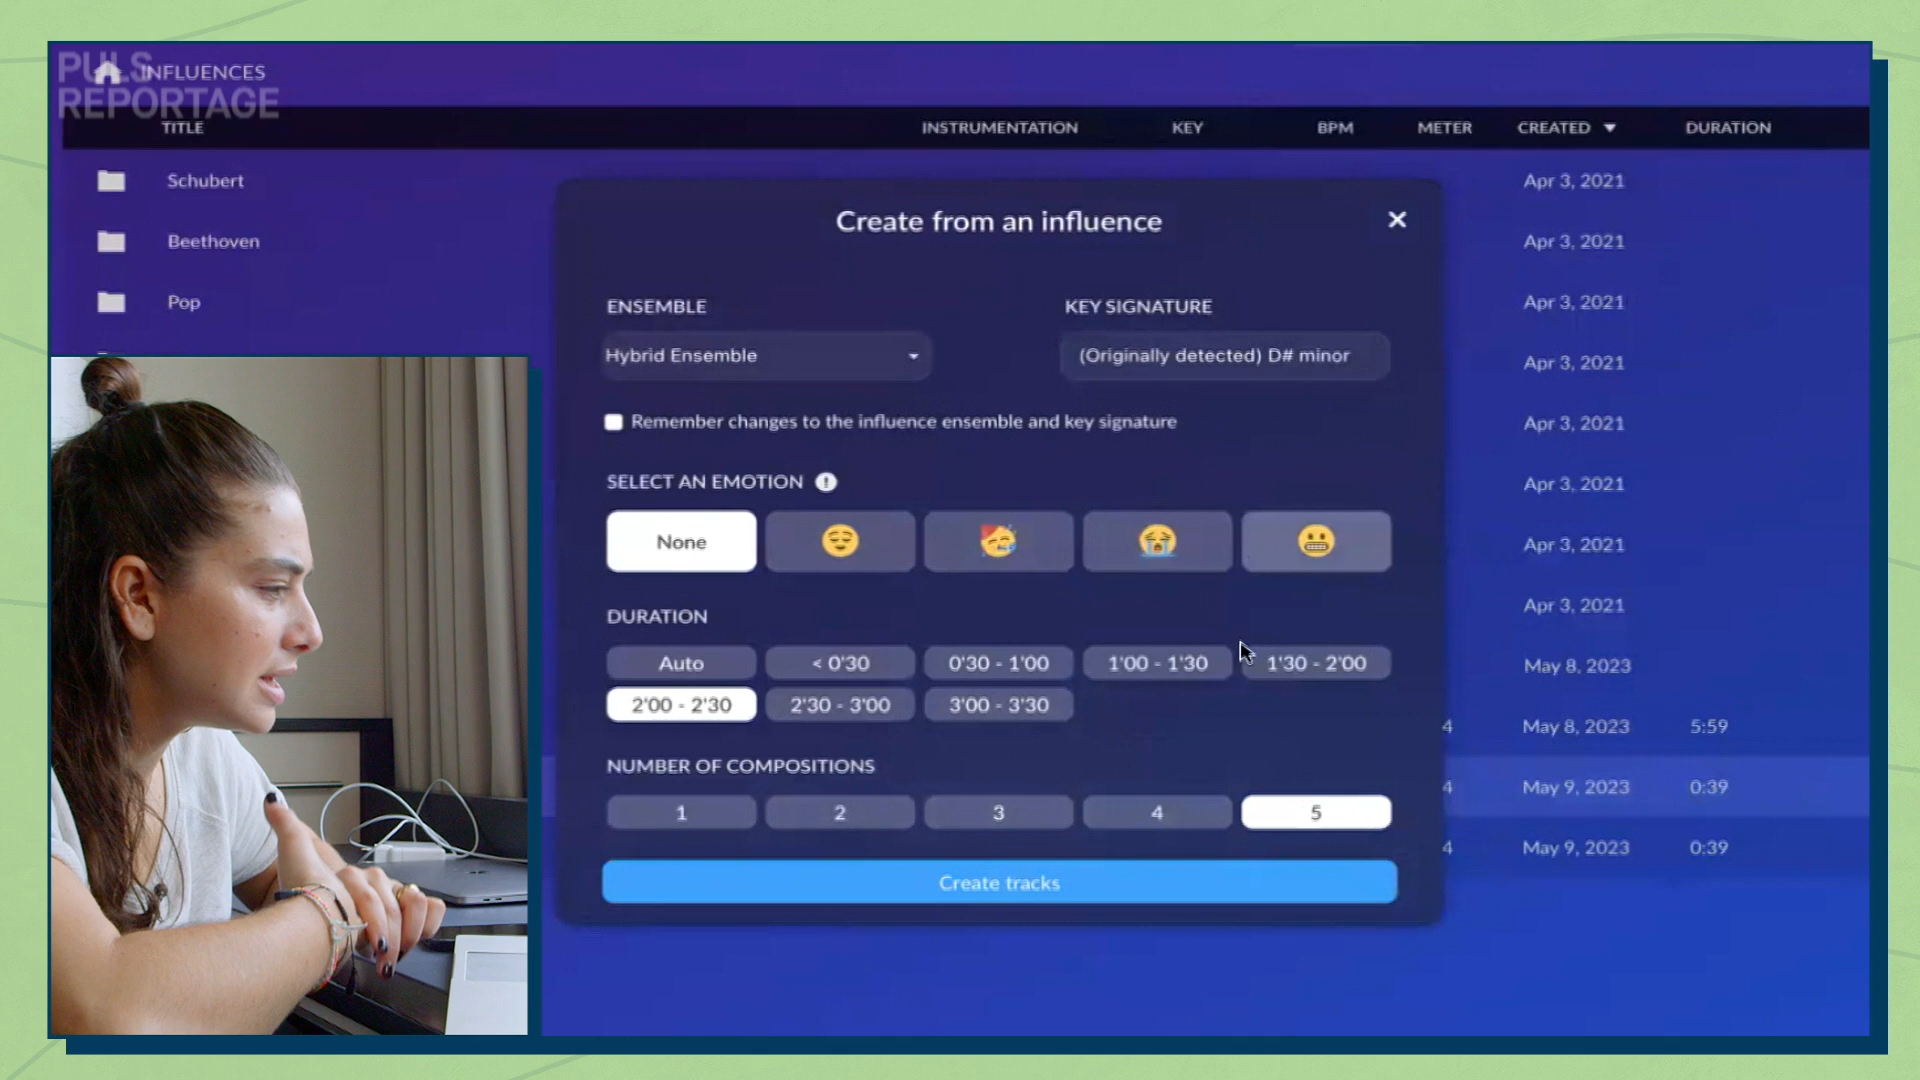 PULS
REPORTAGE
INFLUENCES
TITLE INSTRUMENTATION KEY BPM METER CREATED DURATION
Schubert Apr 3, 2021
Beethoven Apr 3, 2021
Pop Apr 3, 2021
Apr 3, 2021
Apr 3, 2021
Apr 3, 2021
Apr 3, 2021
Apr 3, 2021
May 8, 2023
4 May 8, 2023 5:59
4 May 9, 2023 0:39
4 May 9, 2023 0:39
Create from an influence
ENSEMBLE KEY SIGNATURE
Hybrid Ensemble (Originally detected) D# minor
Remember changes to the influence ensemble and key signature
SELECT AN EMOTION
None
DURATION
Auto < 0'30 0'30 - 1'00 1'00 - 1'30 1'30 - 2'00
2'00 - 2'30 2'30 - 3'00 3'00 - 3'30
NUMBER OF COMPOSITIONS
1 2 3 4 5
Create tracks